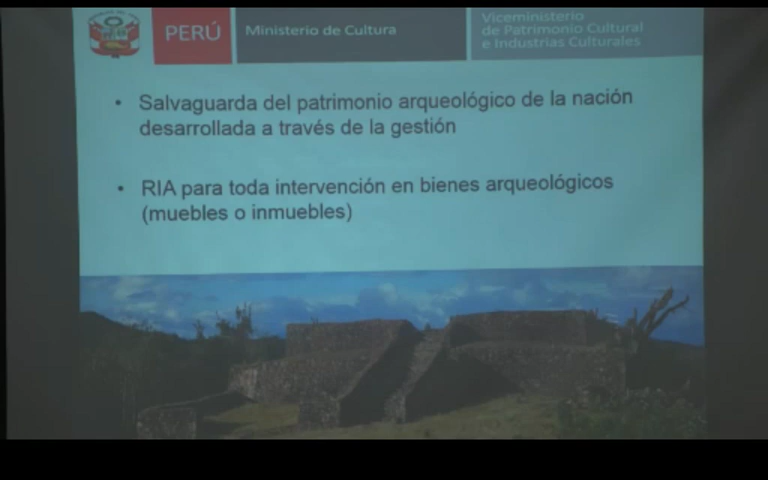 PERÚ
Ministerio de Cultura
Viceministerio
de Patrimonio Cultural
e Industrias Culturales
• Salvaguarda del patrimonio arqueológico de la nación
desarrollada a través de la gestión
• RIA para toda intervención en bienes arqueológicos
(muebles o inmuebles)